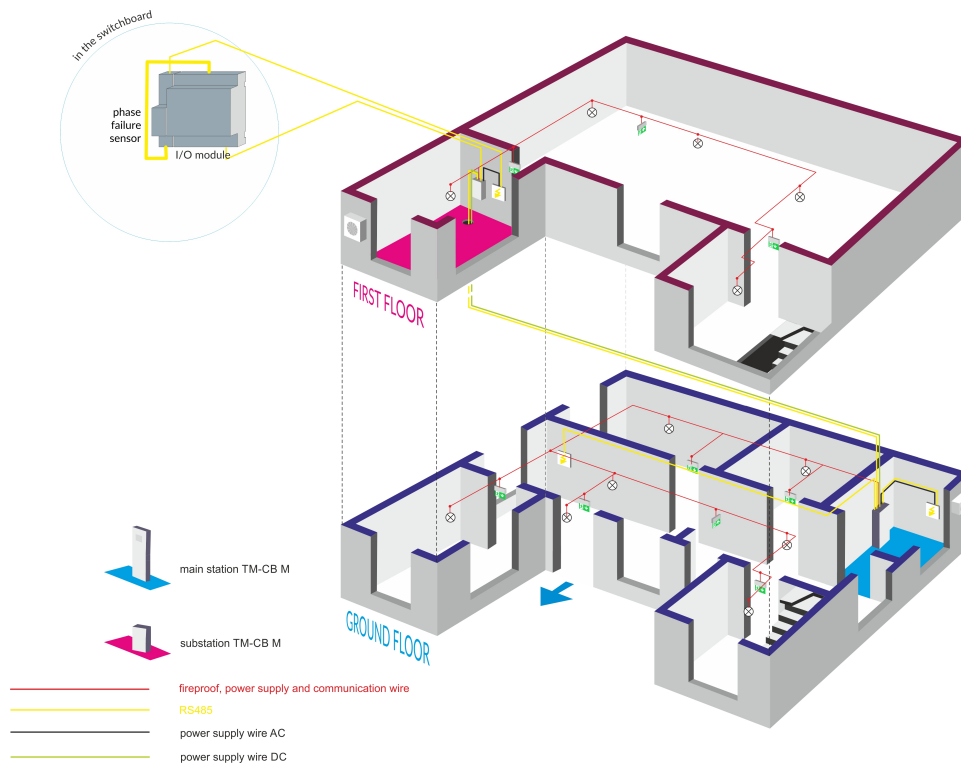 in the switchboard
phase
failure
sensor
I/O module
FIRST FLOOR
GROUND FLOOR
main station TM-CB M
substation TM-CB M
fireproof, power supply and communication wire
RS485
power supply wire AC
power supply wire DC